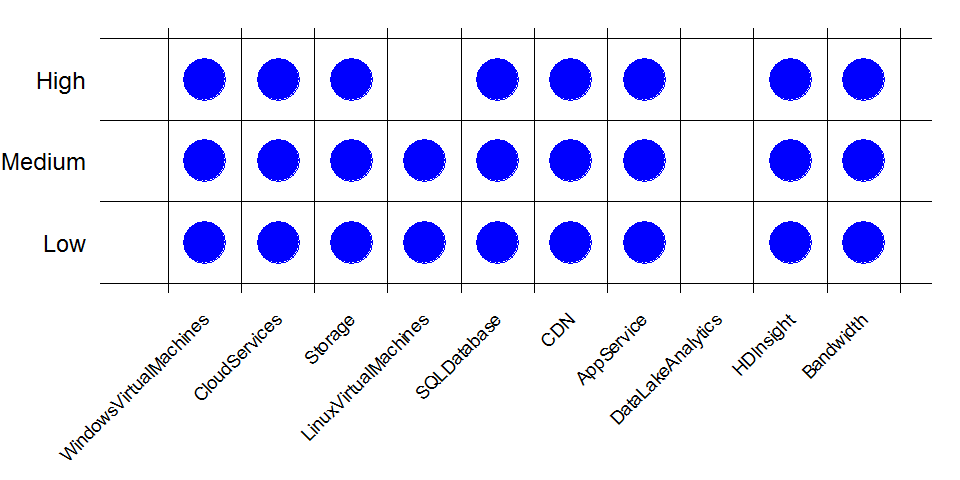 High
Medium
Low
WindowsVirtualMachines
CloudServices
Storage
LinuxVirtualMachines
SQLDatabase
CDN
AppService
DataLakeAnalytics
HDInsight
Bandwidth